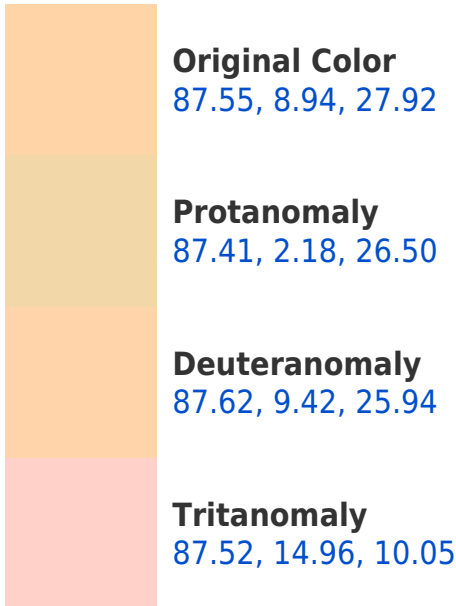 Original Color
87.55, 8.94, 27.92
Protanomaly
87.41, 2.18, 26.50
Deuteranomaly
87.62, 9.42, 25.94
Tritanomaly
87.52, 14.96, 10.05